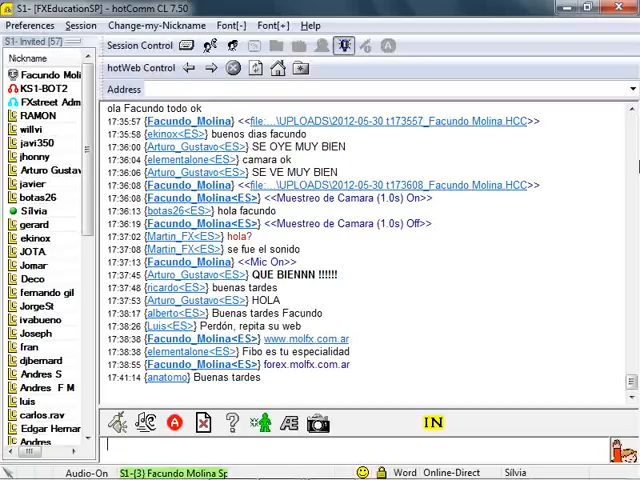 S1- [FXEducationSP] - hotComm CL 7.50
Preferences Session Change-my-Nickname Font[-] Font[+] Help
S1- Invited [57]
Session Control
Nickname
hotWeb Control
Address
Facundo Moli
KS1-BOT2
FXstreet Adm
RAMON
willvi
javi350
jhonny
Arturo Gustav
javier
botas26
Sílvia
gerard
ekinox
JOTA
Jomar
Deco
fernando gil
JorgeSt
ivabueno
Joseph
fran
djbernard
Andres S
Andres F M
luis
carlos.rav
Edgar Hernar
Andres
ola Facundo todo ok
17:35:57 {Facundo_Molina} <<file:...\UPLOADS\2012-05-30 t173557_Facundo Molina.HCC>>
17:35:58 {ekinox<ES>} buenos dias facundo
17:36:00 {Arturo_Gustavo<ES>} SE OYE MUY BIEN
17:36:04 {elementalone<ES>} camara ok
17:36:07 {Arturo_Gustavo<ES>} SE VE MUY BIEN
17:36:08 {Facundo_Molina} <<file:...\UPLOADS\2012-05-30 t173608_Facundo Molina.HCC>>
17:36:08 {Facundo_Molina<ES>} <<Muestreo de Camara (1.0s) On>>
17:36:13 {botas26<ES>} hola facundo
17:36:19 {Facundo_Molina<ES>} <<Muestreo de Camara (1.0s) Off>>
17:37:01 {Martin_FX<ES>} hola?
17:37:08 {Martin_FX<ES>} se fue el sonido
17:37:10 {Facundo_Molina} <<Mic On>>
17:37:45 {Arturo_Gustavo<ES>} QUE BIENNN !!!!!!
17:37:48 {ricardo<ES>} buenas tardes
17:37:53 {Arturo_Gustavo<ES>} HOLA
17:38:17 {alberto<ES>} Buenas tardes Facundo
17:38:26 {Luis<ES>} Perdón, repita su web
17:38:38 {Facundo_Molina<ES>} www.molfx.com.ar
17:38:38 {elementalone<ES>} Fibo es tu especialidad
17:38:55 {Facundo_Molina<ES>} forex.molfx.com.ar
17:41:14 {anatomo} Buenas tardes
IN
Audio-On S1-(3) Facundo Molina Sp Word Online-Direct Sílvia